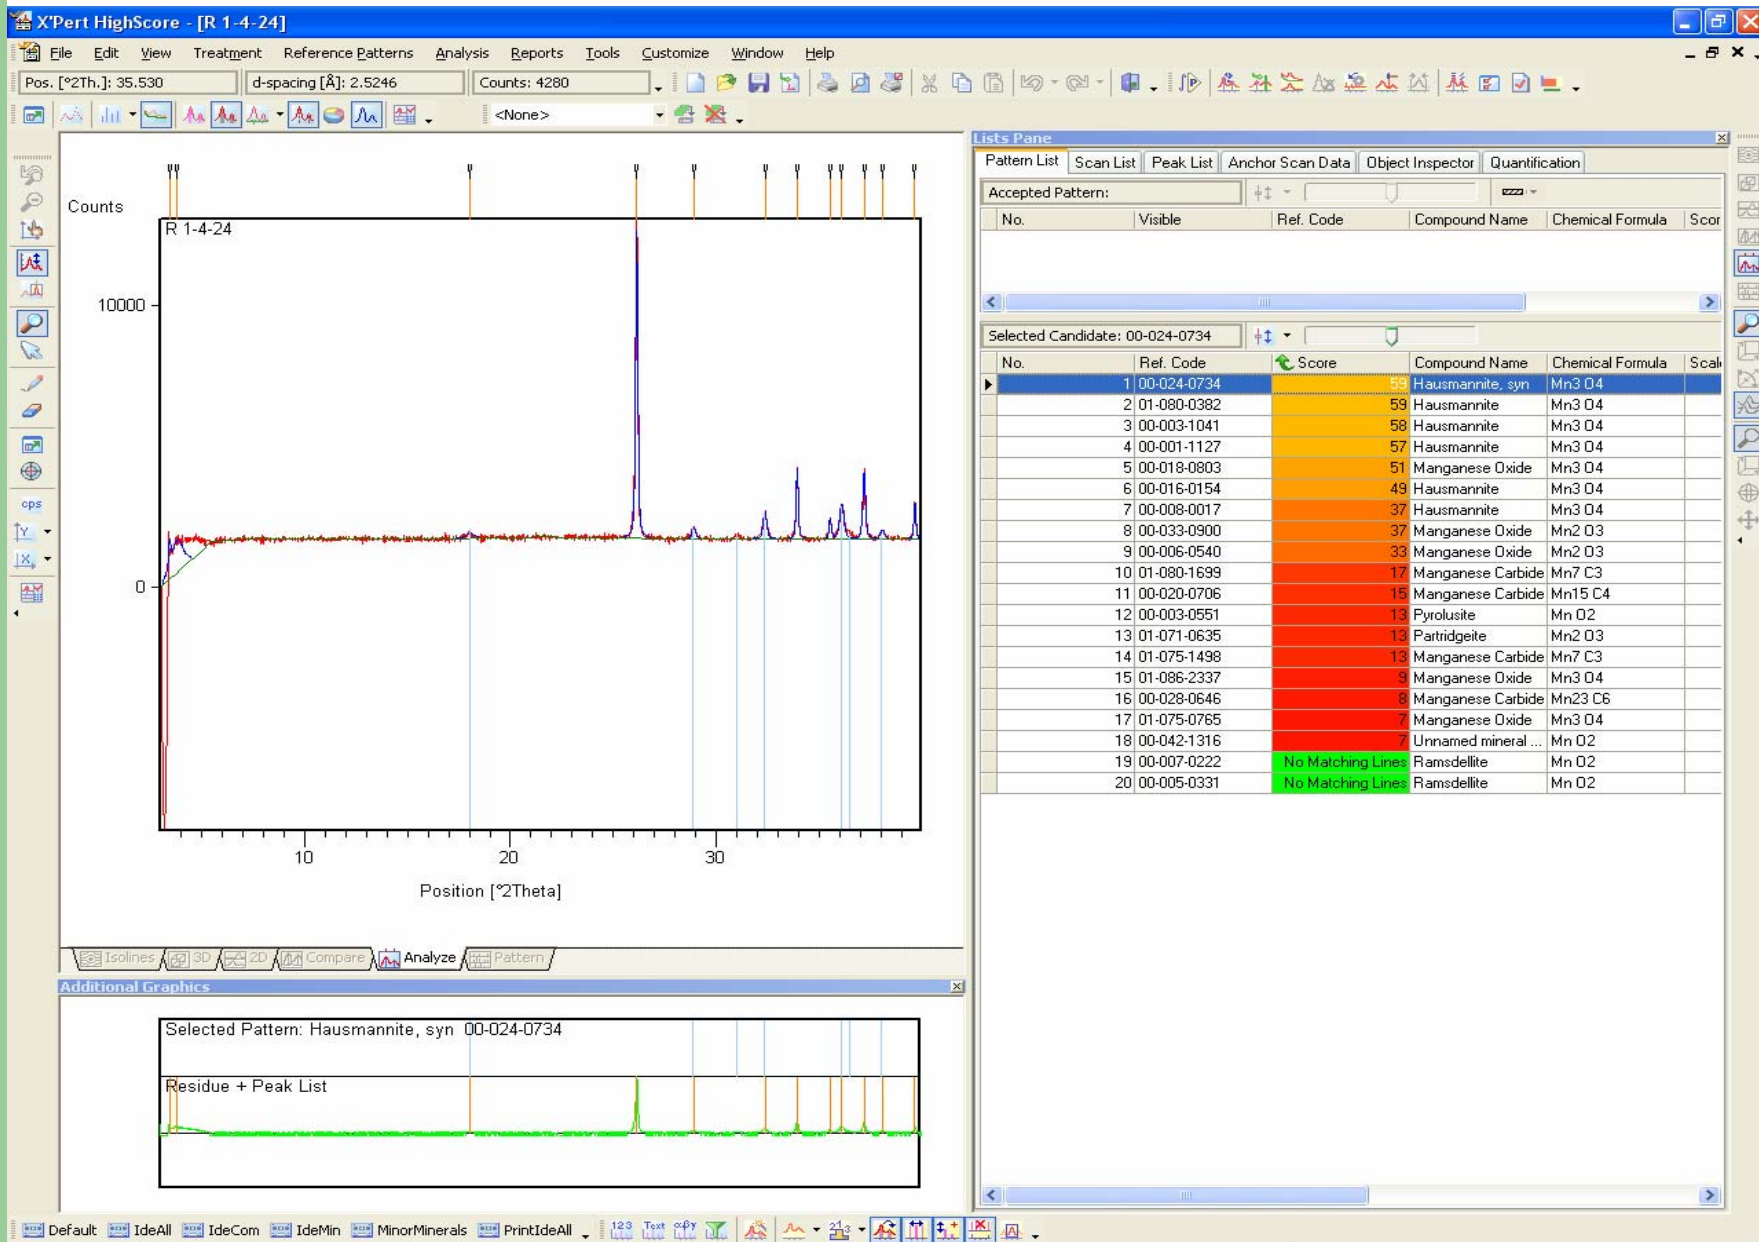 X'Pert HighScore - [R 1-4-24]
File Edit View Treatment Reference Patterns Analysis Reports Tools Customize Window Help
Pos. [°2Th.]: 35.530 d-spacing [Å]: 2.5246 Counts: 4280
<None>
Lists Pane
Pattern List Scan List Peak List Anchor Scan Data Object Inspector Quantification
Accepted Pattern:
No. Visible Ref. Code Compound Name Chemical Formula Scor
Selected Candidate: 00-024-0734
No. Ref. Code Score Compound Name Chemical Formula Scale
1 00-024-0734 59 Hausmannite, syn Mn3 O4
2 01-080-0382 59 Hausmannite Mn3 O4
3 00-003-1041 58 Hausmannite Mn3 O4
4 00-001-1127 57 Hausmannite Mn3 O4
5 00-018-0803 51 Manganese Oxide Mn3 O4
6 00-016-0154 49 Hausmannite Mn3 O4
7 00-008-0017 37 Hausmannite Mn3 O4
8 00-033-0900 37 Manganese Oxide Mn2 O3
9 00-006-0540 33 Manganese Oxide Mn2 O3
10 01-080-1699 17 Manganese Carbide Mn7 C3
11 00-020-0706 15 Manganese Carbide Mn15 C4
12 00-003-0551 13 Pyrolusite Mn O2
13 01-071-0635 13 Partridgeite Mn2 O3
14 01-075-1498 13 Manganese Carbide Mn7 C3
15 01-086-2337 9 Manganese Oxide Mn3 O4
16 00-028-0646 8 Manganese Carbide Mn23 C6
17 01-075-0765 7 Manganese Oxide Mn3 O4
18 00-042-1316 7 Unnamed mineral ... Mn O2
19 00-007-0222 No Matching Lines Ramsdellite Mn O2
20 00-005-0331 No Matching Lines Ramsdellite Mn O2
Counts
R 1-4-24
10000
0
10 20 30
Position [°2Theta]
cps
Y
X
Isolines 3D 2D Compare Analyze Pattern
Additional Graphics
Selected Pattern: Hausmannite, syn 00-024-0734
Residue + Peak List
Default IdeAll IdeCom IdeMin MinorMinerals PrintIdeAll 123 Text αβγ